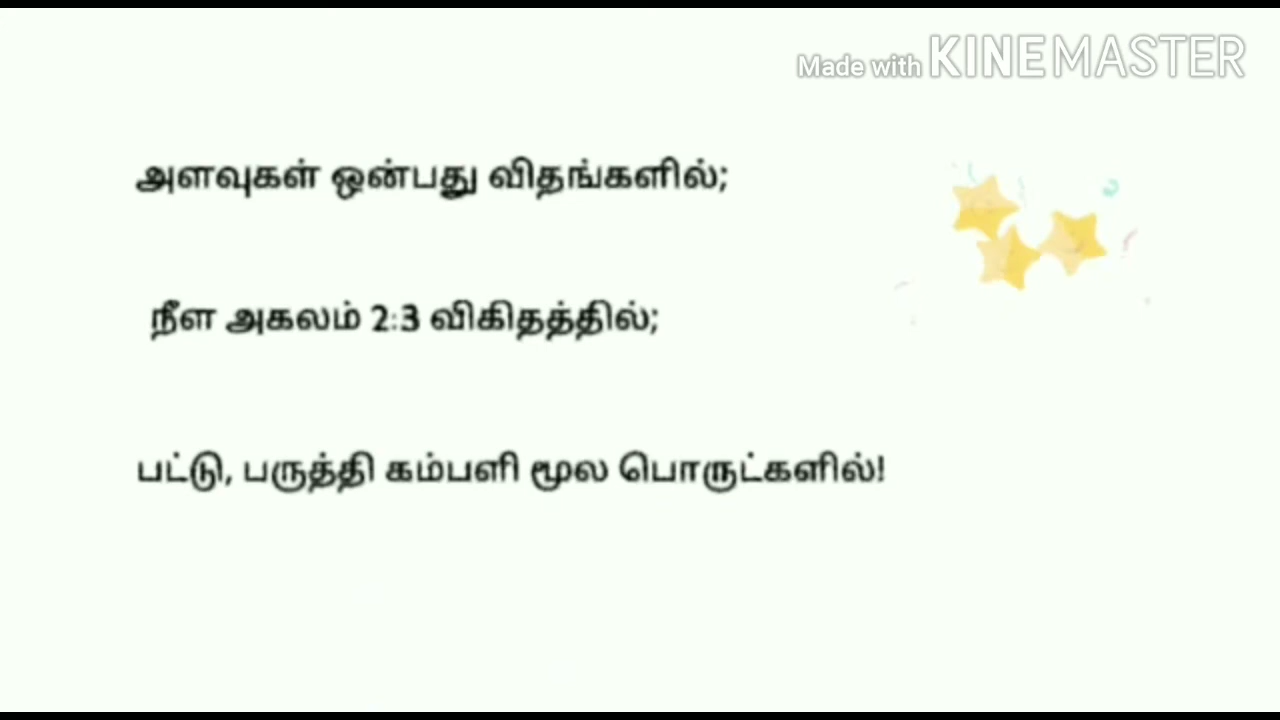 Made with KINEMASTER
அளவுகள் ஒன்பது விதங்களில்;
நீள அகலம் 2:3 விகிதத்தில்;
பட்டு, பருத்தி கம்பளி மூல பொருட்களில்!